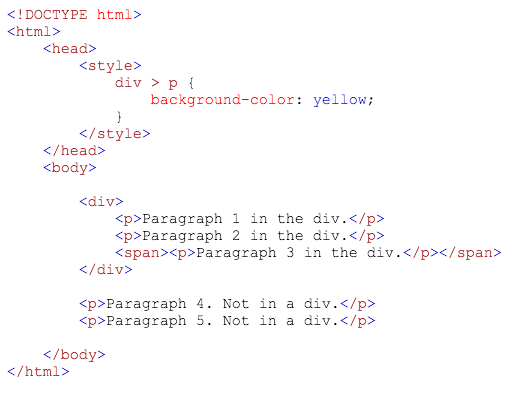 <!DOCTYPE html>
<html>
    <head>
        <style>
            div > p {
                background-color: yellow;
            }
        </style>
    </head>
    <body>

        <div>
            <p>Paragraph 1 in the div.</p>
            <p>Paragraph 2 in the div.</p>
            <span><p>Paragraph 3 in the div.</p></span>
        </div>

        <p>Paragraph 4. Not in a div.</p>
        <p>Paragraph 5. Not in a div.</p>

    </body>
</html>